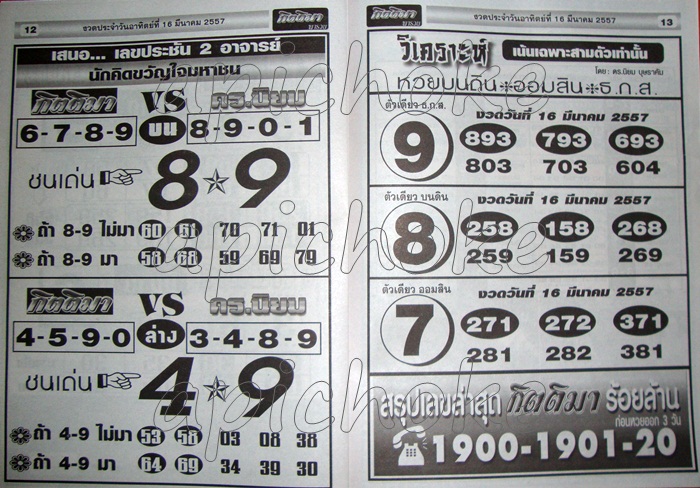 12
งวดประจำวันอาทิตย์ที่ 16 มีนาคม 2557
กิตติมา
เสนอ... เลขประชัน 2 อาจารย์
นักคิดขวัญใจมหาชน
กิตติมา VS ดร.นิยม
6-7-8-9 บน 8-9-0-1
ชนเด่น 8 9
ถ้า 8-9 ไม่มา 60 61 70 71 01
ถ้า 8-9 มา 58 68 59 69 79
กิตติมา VS ดร.นิยม
4-5-9-0 ล่าง 3-4-8-9
ชนเด่น 4 9
ถ้า 4-9 ไม่มา 53 58 03 08 38
ถ้า 4-9 มา 64 69 34 39 30
กิตติมา
งวดประจำวันอาทิตย์ที่ 16 มีนาคม 2557
13
วิเคราะห์ เน้นเฉพาะสามตัวเท่านั้น
โดย : ดร.นิยม บุษราคัม
หวยบนดิน+ออมสิน+ธ.ก.ส.
ตัวเดียว ธ.ก.ส. งวดวันที่ 16 มีนาคม 2557
9 893 793 693
803 703 604
ตัวเดียว บนดิน งวดวันที่ 16 มีนาคม 2557
8 258 158 268
259 159 269
ตัวเดียว ออมสิน งวดวันที่ 16 มีนาคม 2557
7 271 272 371
281 282 381
สรุปเลขล่าสุด กิตติมา ร้อยล้าน
ก่อนหวยออก 3 วัน
1900-1901-20
apichoke
apichoke
apichoke
apichoke